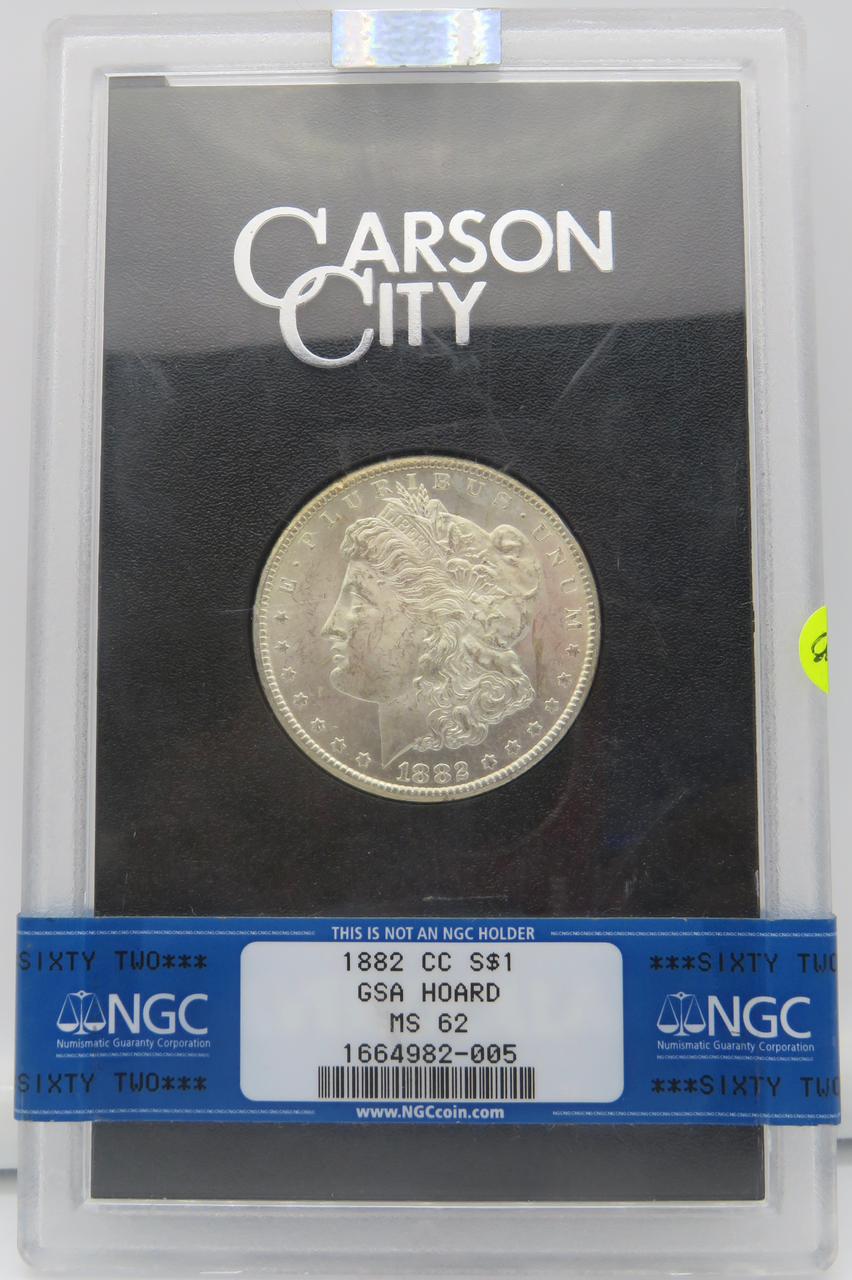 CARSON
CITY
E·PLURIBUS·UNUM
LIBERTY
1882
THIS IS NOT AN NGC HOLDER
SIXTY TWO***
1882 CC S$1
***SIXTY TWO
GSA HOARD
NGC
MS 62
NGC
Numismatic Guaranty Corporation
1664982-005
Numismatic Guaranty Corporation
SIXTY TWO***
***SIXTY TWO
www.NGCcoin.com